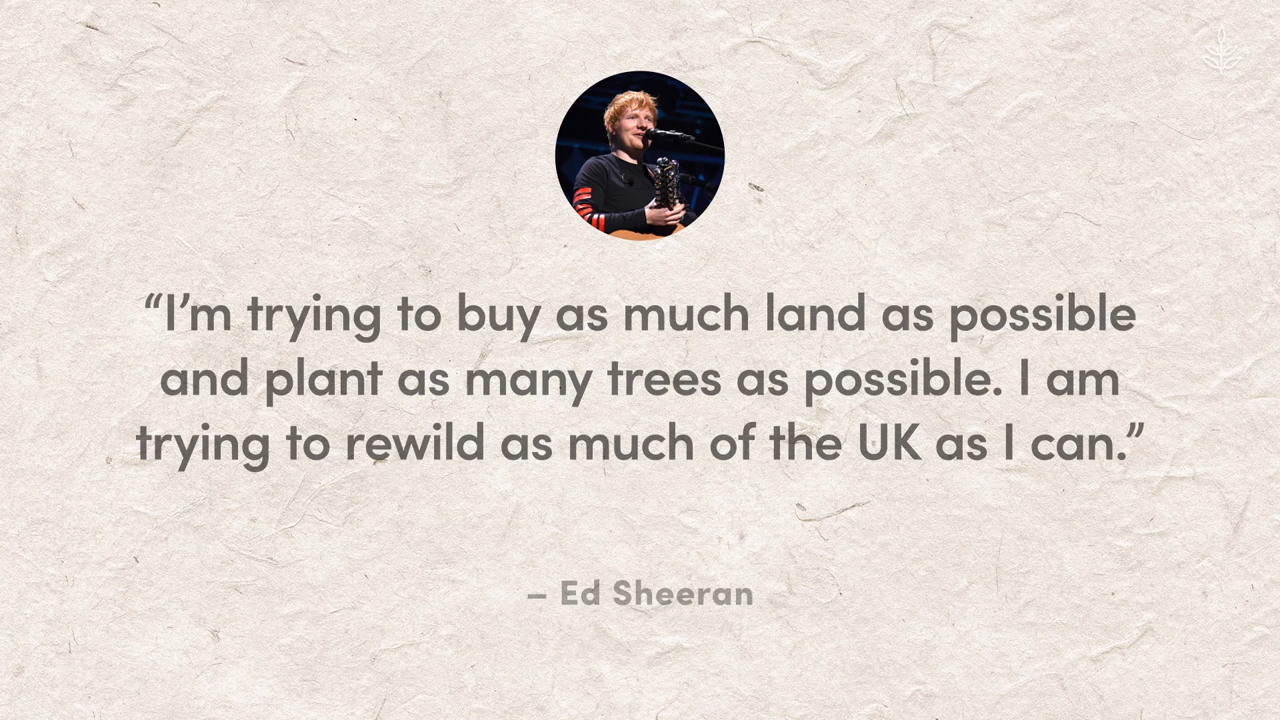 “I’m trying to buy as much land as possible
and plant as many trees as possible. I am
trying to rewild as much of the UK as I can.”
– Ed Sheeran